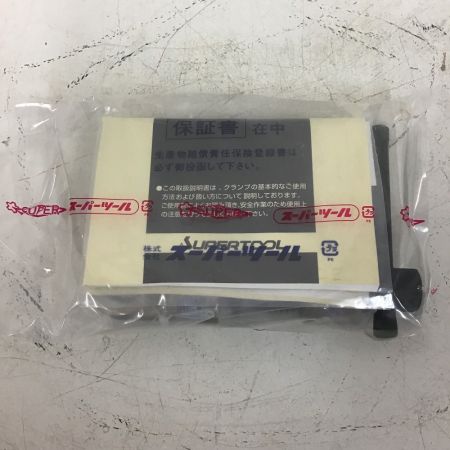 保証書 在中
生産物賠償責任保険登録書は
必ず御投函して下さい。
●この取扱説明書は、クランプの基本的なご使用
方法および扱い方について説明しております。
SUPER スーパーツール スーパーツール
SUPERTOOL
株式会社 スーパーツール プラ PE